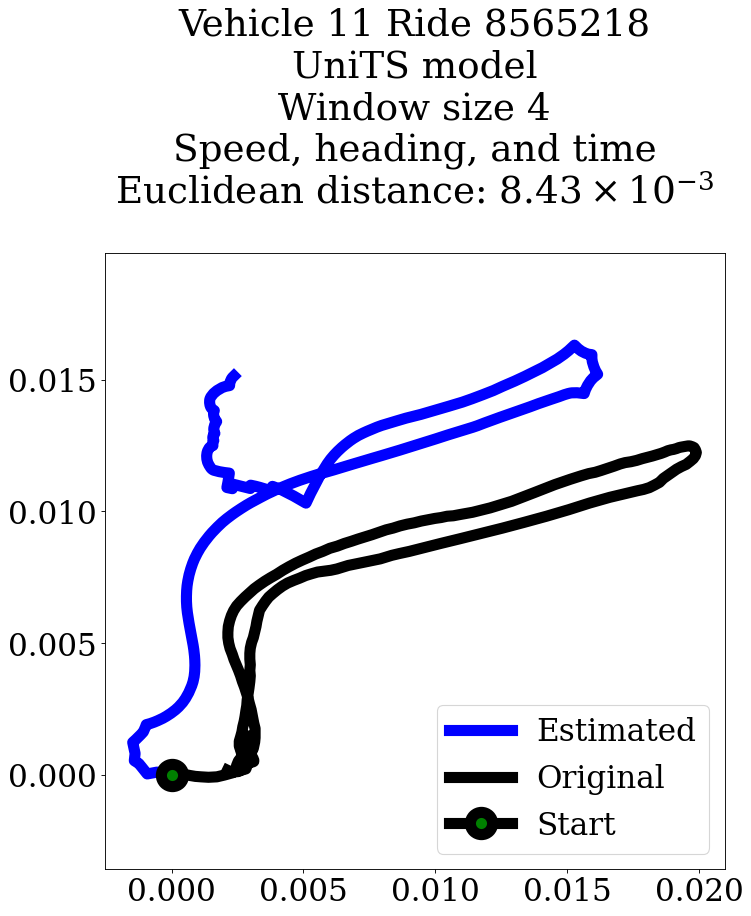 Vehicle 11 Ride 8565218
UniTS model
Window size 4
Speed, heading, and time
Euclidean distance: 8.43 × 10⁻³
0.015
0.010
0.005
0.000
Estimated
Original
Start
0.000 0.005 0.010 0.015 0.020